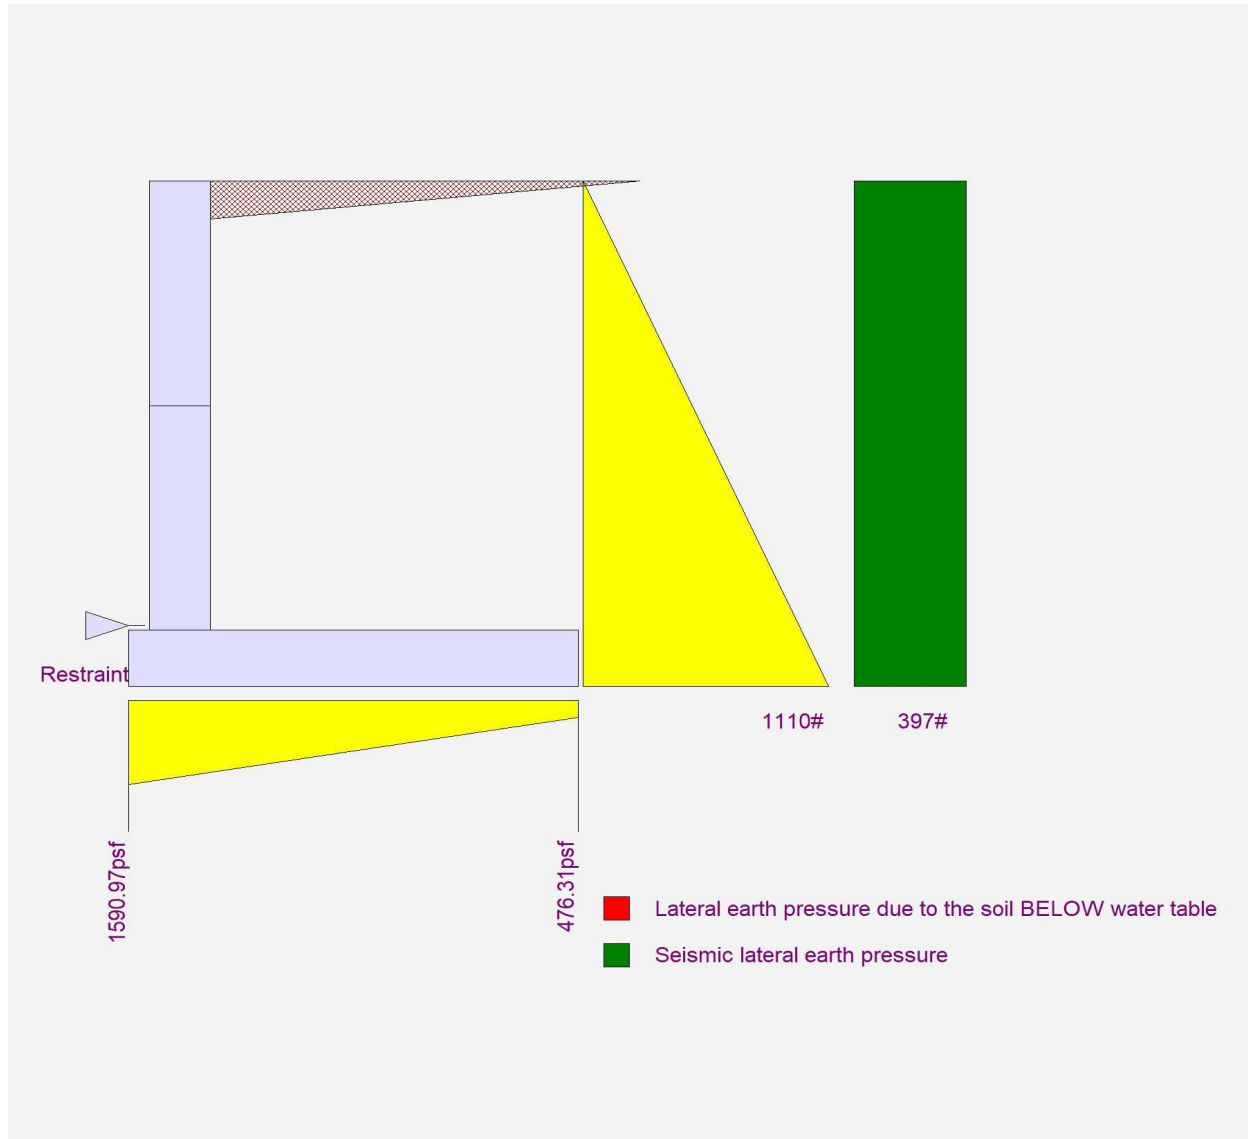 Restraint
1110#
397#
1590.97psf
476.31psf
Lateral earth pressure due to the soil BELOW water table
Seismic lateral earth pressure